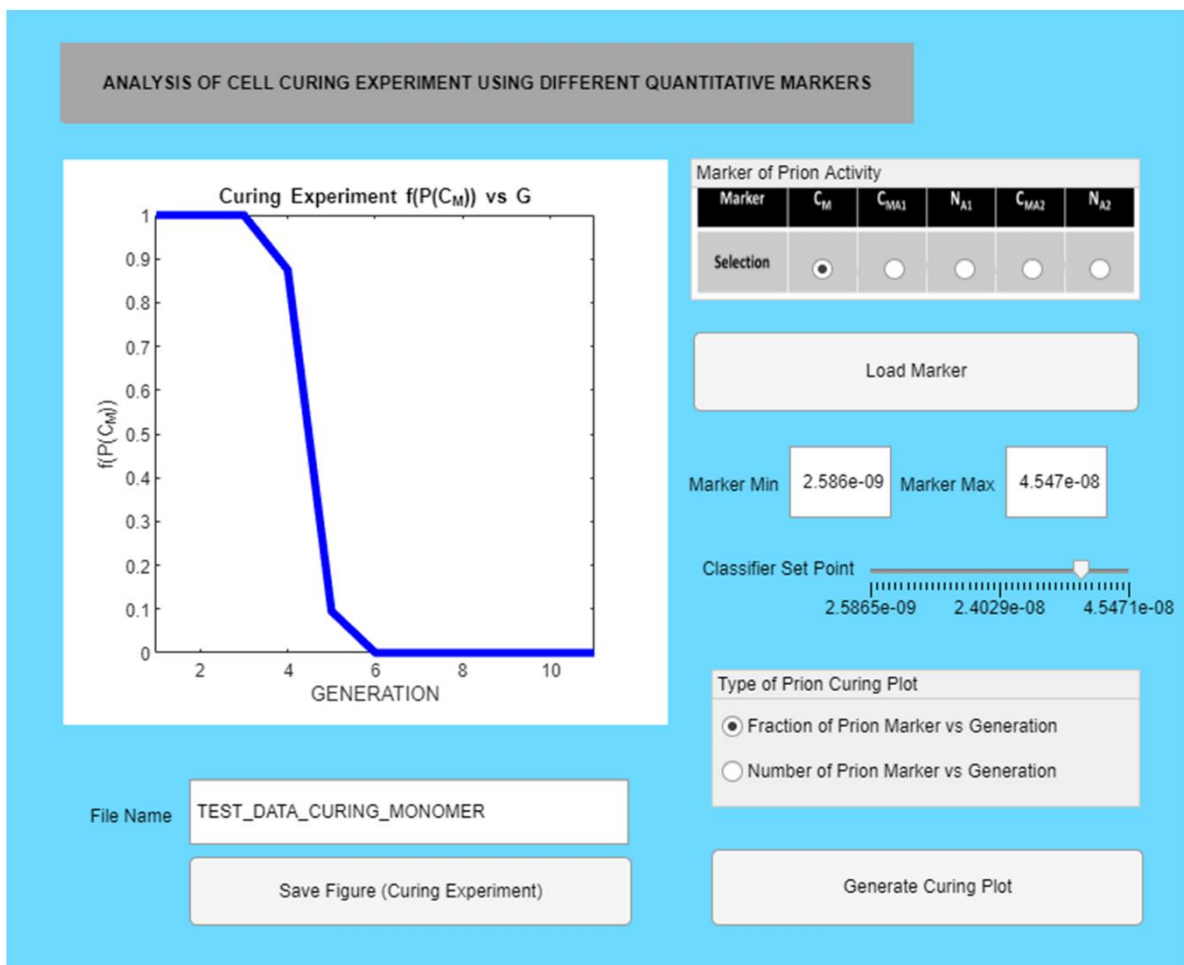 ANALYSIS OF CELL CURING EXPERIMENT USING DIFFERENT QUANTITATIVE MARKERS
Curing Experiment f(P(C_M)) vs G
1
0.9
0.8
0.7
0.6
0.5
0.4
0.3
0.2
0.1
0
f(P(C_M))
2 4 6 8 10
GENERATION
Marker of Prion Activity
Marker C_M C_MA1 N_A1 C_MA2 N_A2
Selection
Load Marker
Marker Min 2.586e-09 Marker Max 4.547e-08
Classifier Set Point
2.5865e-09 2.4029e-08 4.5471e-08
Type of Prion Curing Plot
Fraction of Prion Marker vs Generation
Number of Prion Marker vs Generation
File Name TEST_DATA_CURING_MONOMER
Save Figure (Curing Experiment)
Generate Curing Plot